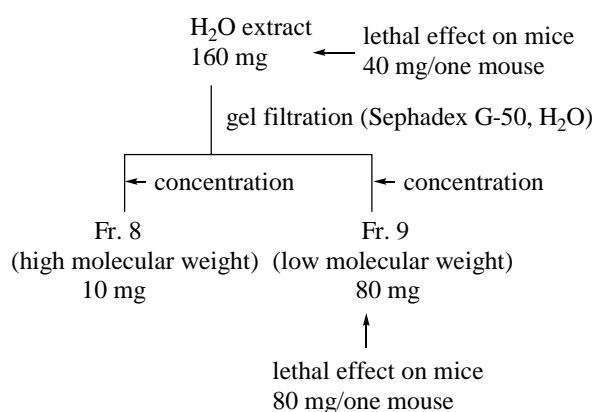 H₂O extract
160 mg
lethal effect on mice
40 mg/one mouse
gel filtration (Sephadex G-50, H₂O)
concentration
concentration
Fr. 8
(high molecular weight)
10 mg
Fr. 9
(low molecular weight)
80 mg
lethal effect on mice
80 mg/one mouse